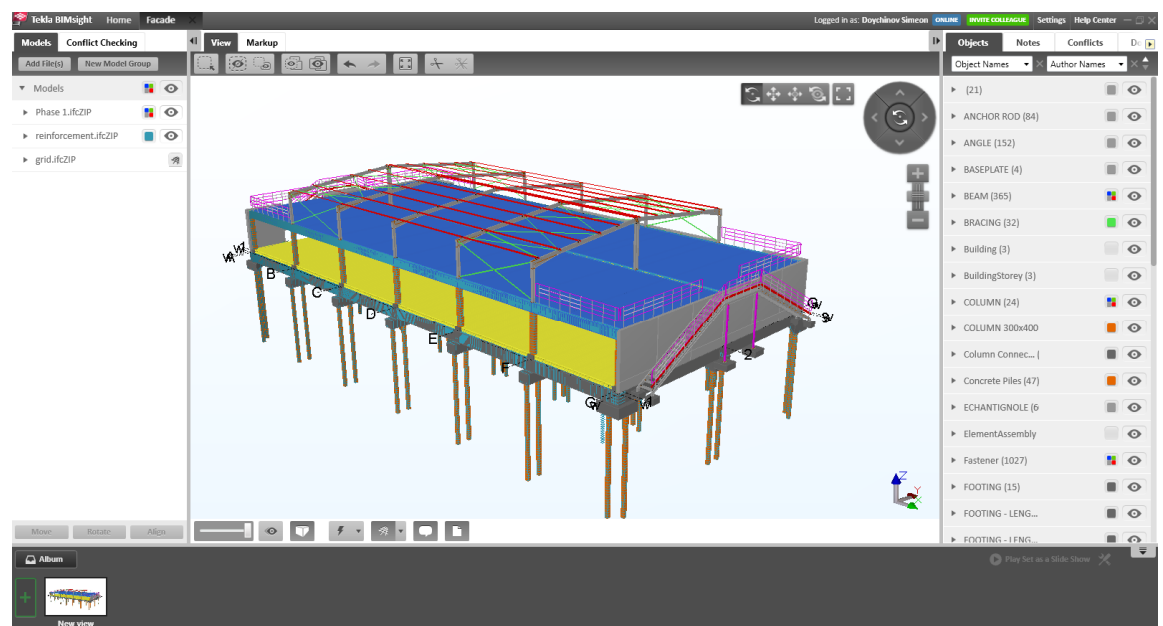 Tekla BIMsight Home Facade Logged in as: Doychinov Simeon ONLINE INVITE COLLEAGUE Settings Help Center
Models Conflict Checking
View Markup
Objects Notes Conflicts
Add File(s) New Model Group
Object Names Author Names
Models
Phase 1.ifcZIP
reinforcement.ifcZIP
grid.ifcZIP
(21)
ANCHOR ROD (84)
ANGLE (152)
BASEPLATE (4)
BEAM (365)
BRACING (32)
Building (3)
BuildingStorey (3)
COLUMN (24)
COLUMN 300x400
Column Connec... (
Concrete Piles (47)
ECHANTIGNOLE (6
ElementAssembly
Fastener (1027)
FOOTING (15)
FOOTING - LENG...
FOOTING - LENG...
B
C
D
E
F
2
Z
Y
X
Move Rotate Align
Album
Play Set as a Slide Show
New view